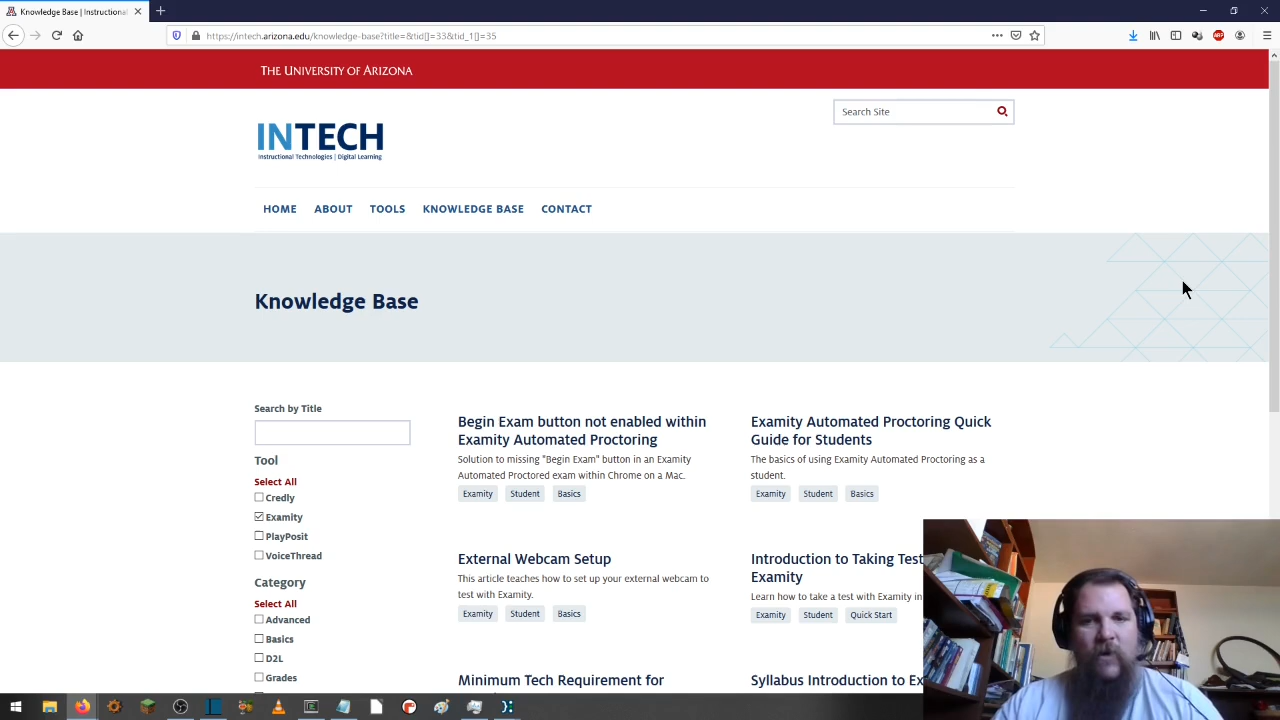 Knowledge Base | Instructional
https://intech.arizona.edu/knowledge-base?title=&tid[]=33&tid_1[]=35
THE UNIVERSITY OF ARIZONA
Search Site
INTECH
Instructional Technologies | Digital Learning
HOME ABOUT TOOLS KNOWLEDGE BASE CONTACT
Knowledge Base
Search by Title
Tool
Select All
Credly
Examity
PlayPosit
VoiceThread
Category
Select All
Advanced
Basics
D2L
Grades
Begin Exam button not enabled within
Examity Automated Proctoring
Solution to missing "Begin Exam" button in an Examity
Automated Proctored exam within Chrome on a Mac.
Examity Student Basics
Examity Automated Proctoring Quick
Guide for Students
The basics of using Examity Automated Proctoring as a
student.
Examity Student Basics
External Webcam Setup
This article teaches how to set up your external webcam to
test with Examity.
Examity Student Basics
Introduction to Taking Test
Examity
Learn how to take a test with Examity in
Examity Student Quick Start
Minimum Tech Requirement for
Syllabus Introduction to Ex